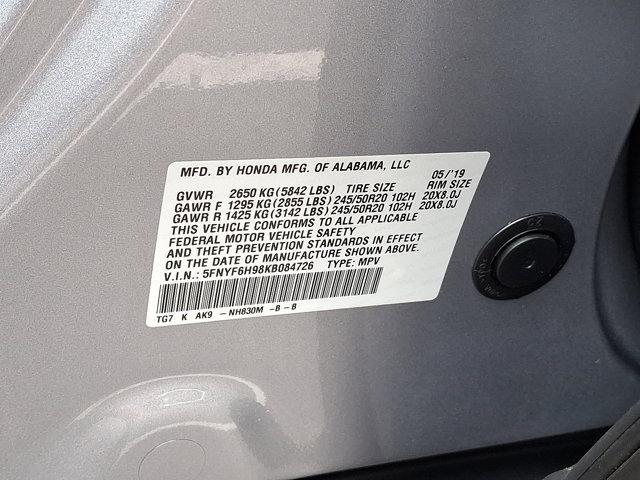 MFD. BY HONDA MFG. OF ALABAMA, LLC
05/'19
GVWR 2650 KG (5842 LBS) TIRE SIZE RIM SIZE
GAWR F 1295 KG (2855 LBS) 245/50R20 102H 20X8.0J
GAWR R 1425 KG (3142 LBS) 245/50R20 102H 20X8.0J
THIS VEHICLE CONFORMS TO ALL APPLICABLE
FEDERAL MOTOR VEHICLE SAFETY
AND THEFT PREVENTION STANDARDS IN EFFECT
ON THE DATE OF MANUFACTURE SHOWN ABOVE.
V.I.N.: 5FNYF6H98KB084726 TYPE: MPV
TG7 K AK9 -NH830M -B -B